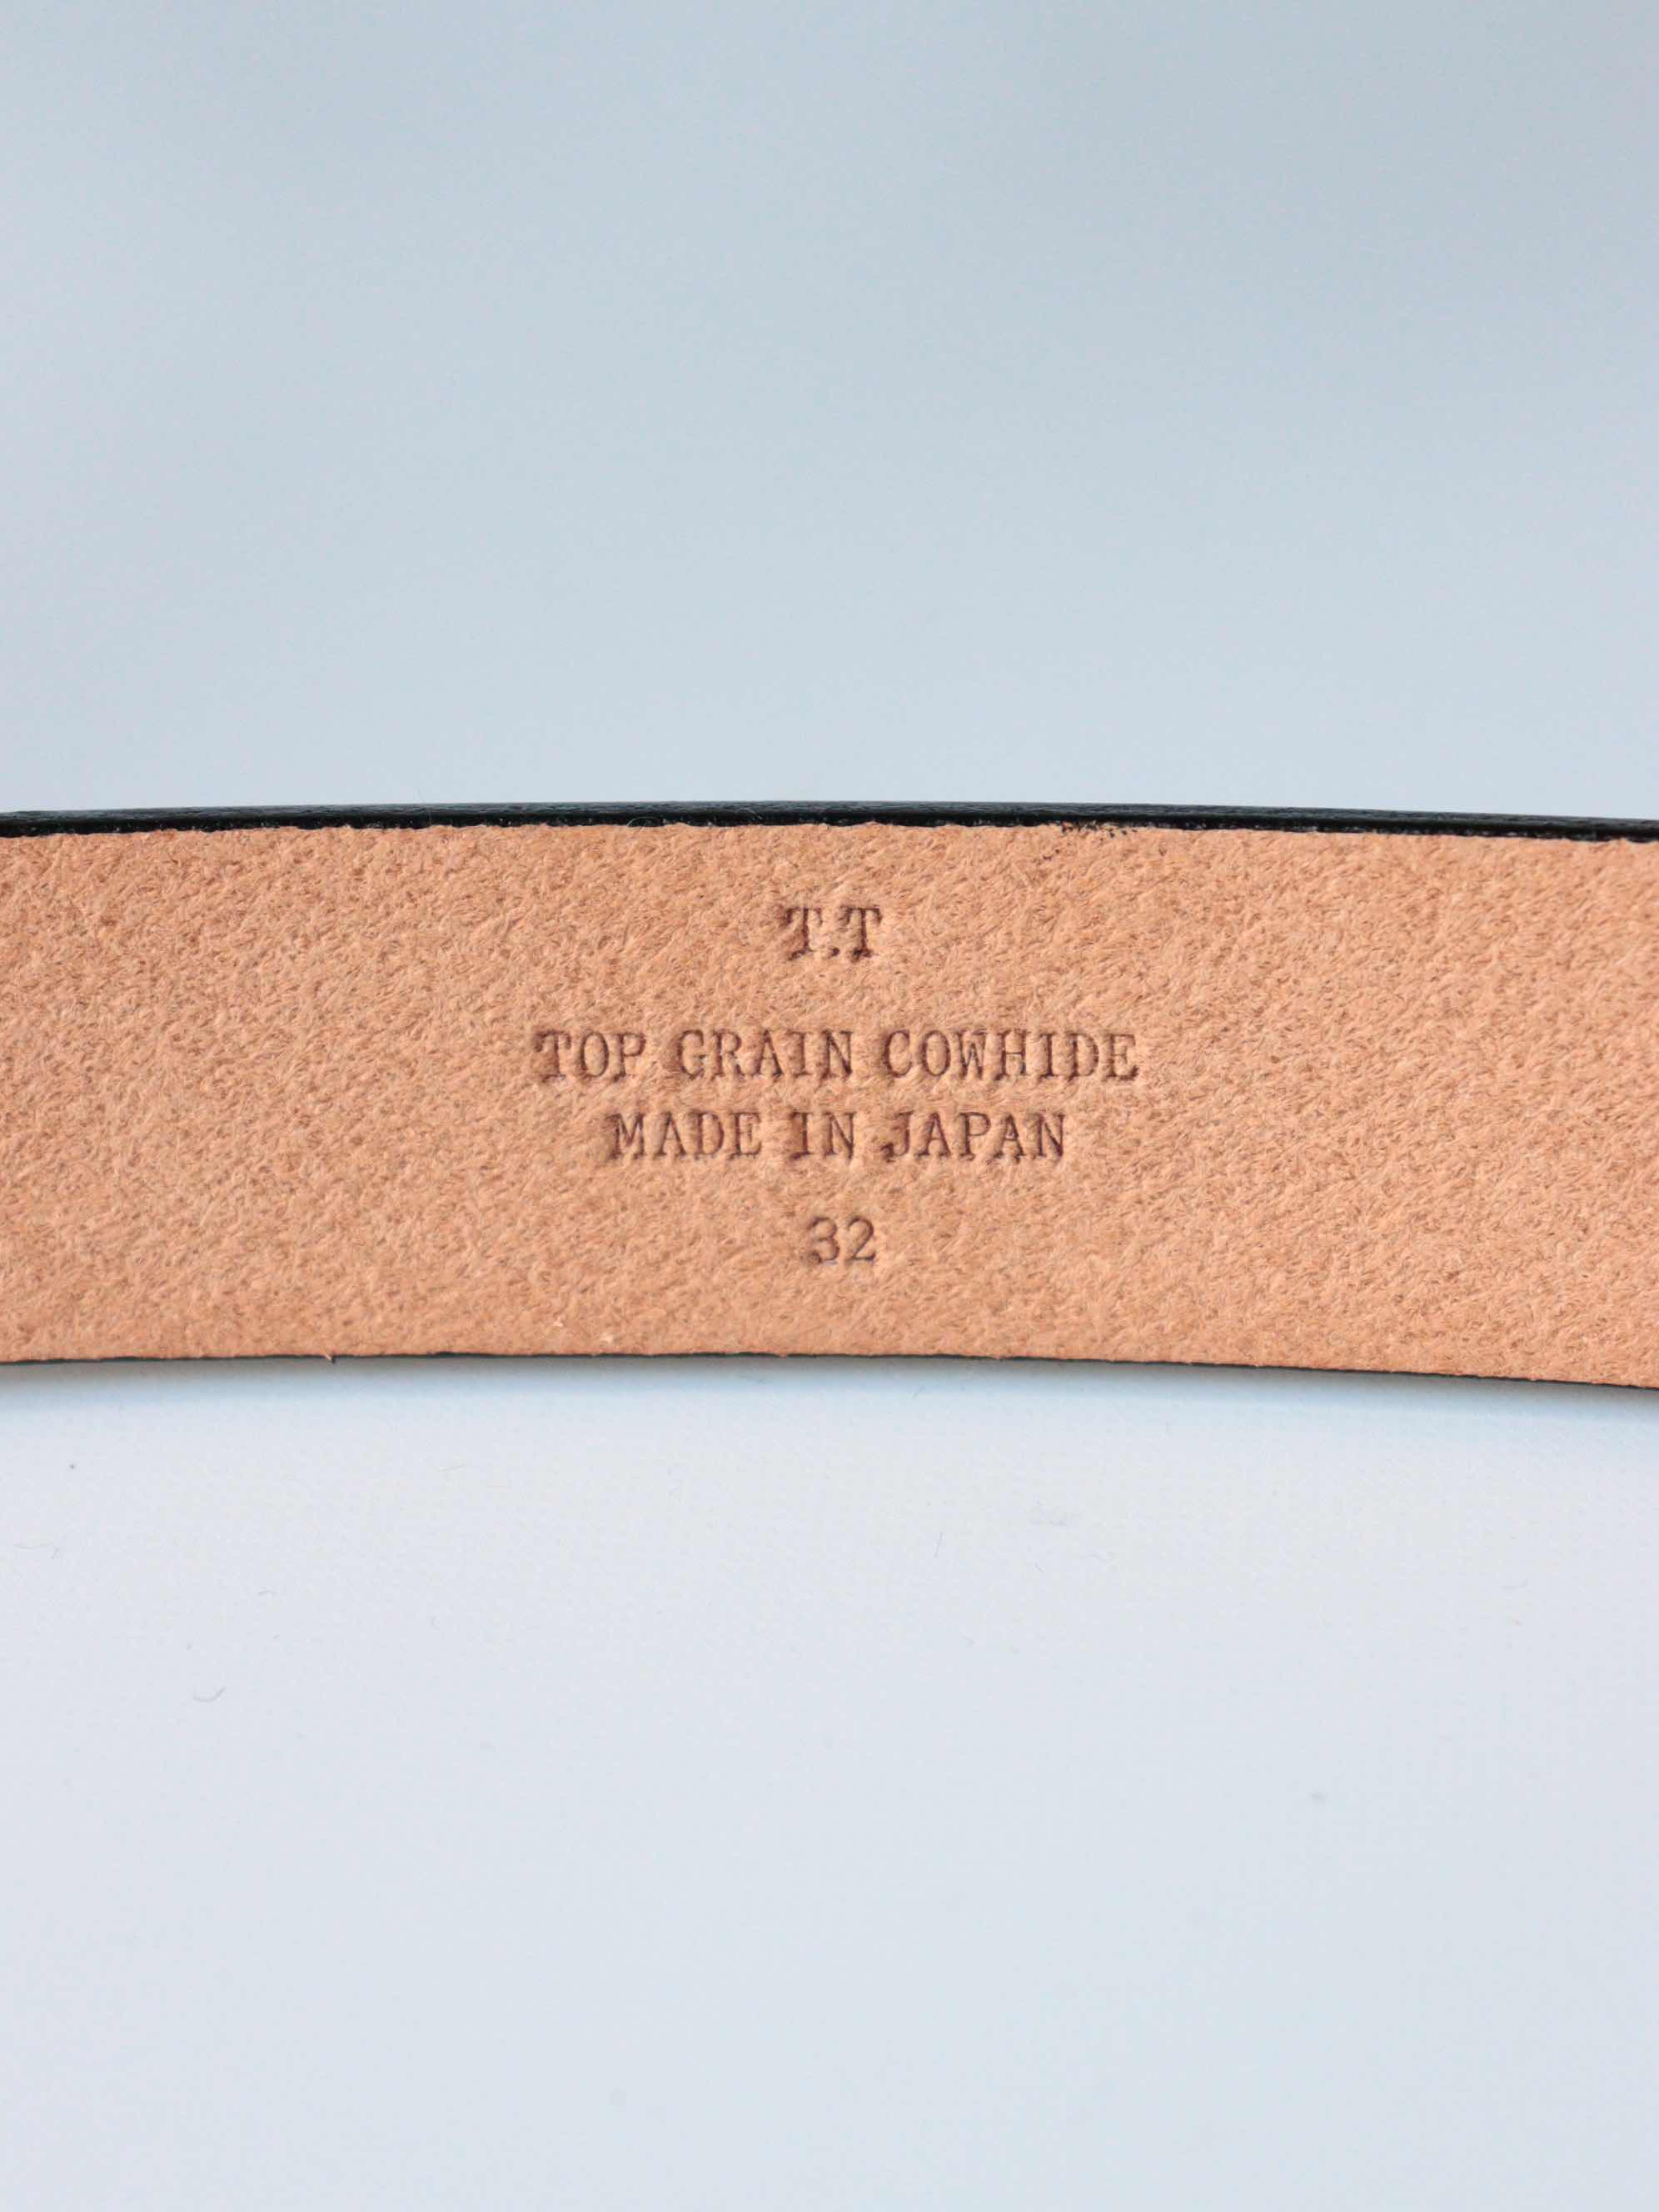 T.T
TOP GRAIN COWHIDE
MADE IN JAPAN
32